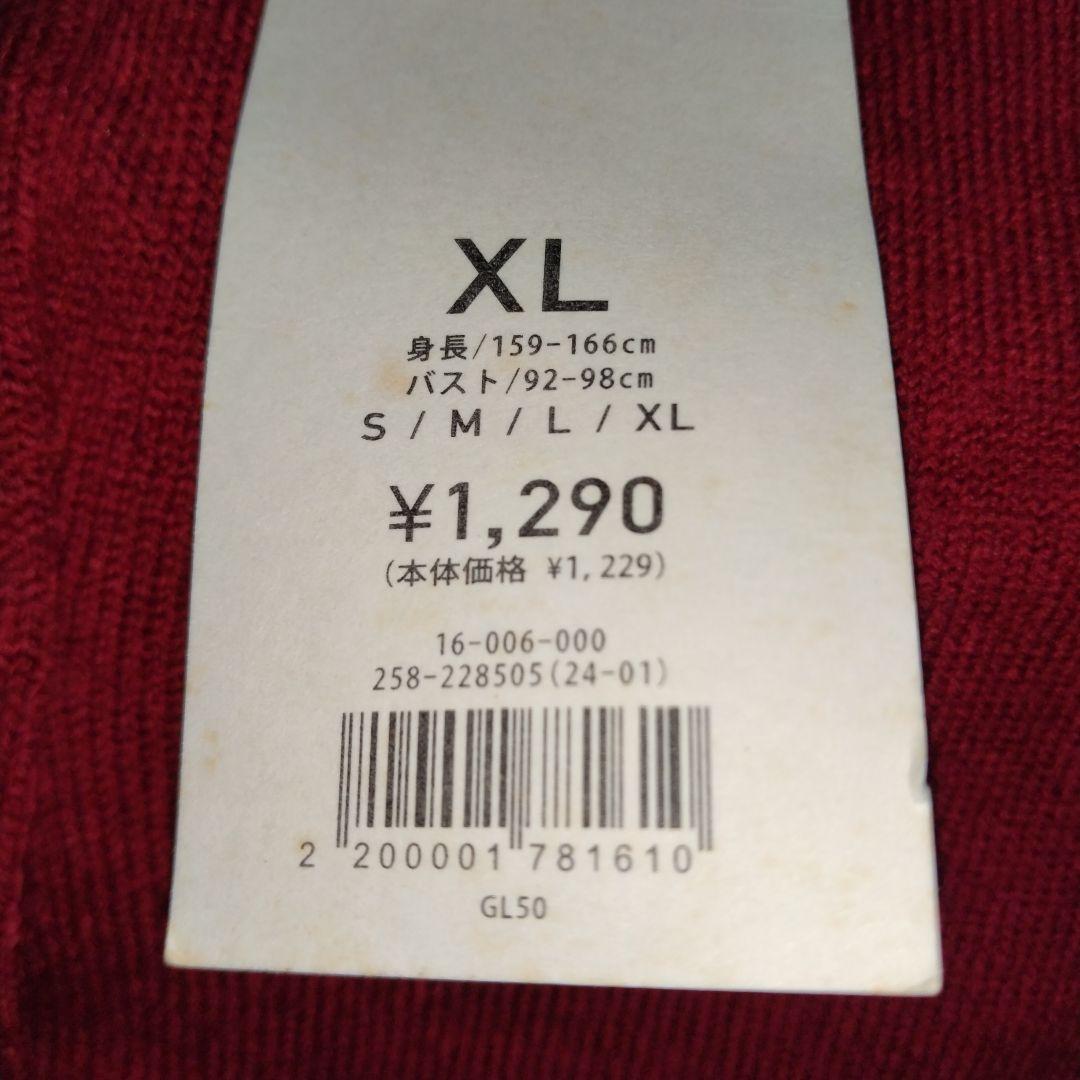 XL
身長/159-166cm
バスト/92-98cm
S / M / L / XL
¥1,290
(本体価格 ¥1,229)
16-006-000
258-228505(24-01)
2 200001 781610
GL50